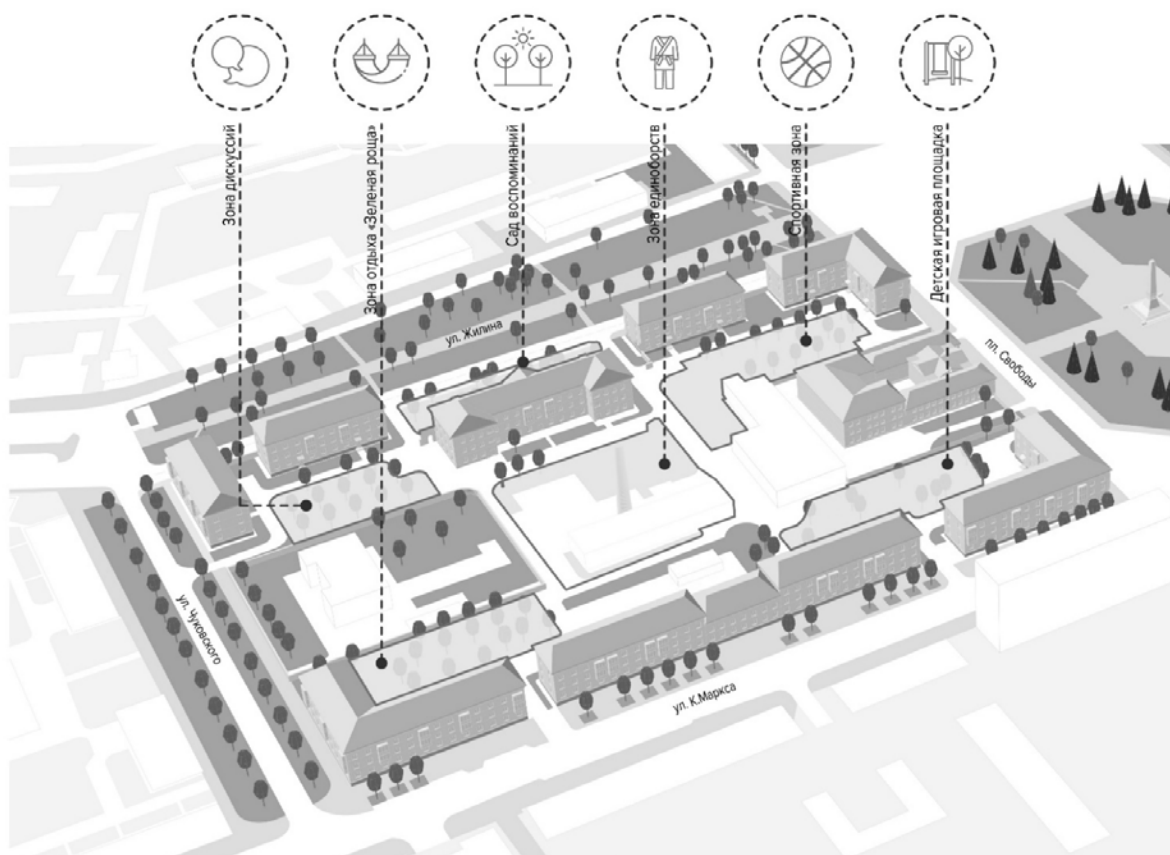 Зона дискуссий
Зона отдыха «Зеленая роща»
Сад воспоминаний
Зона единоборств
Спортивная зона
Детская игровая площадка
ул. Жилина
пл. Свободы
ул. Чуковского
ул. К.Маркса